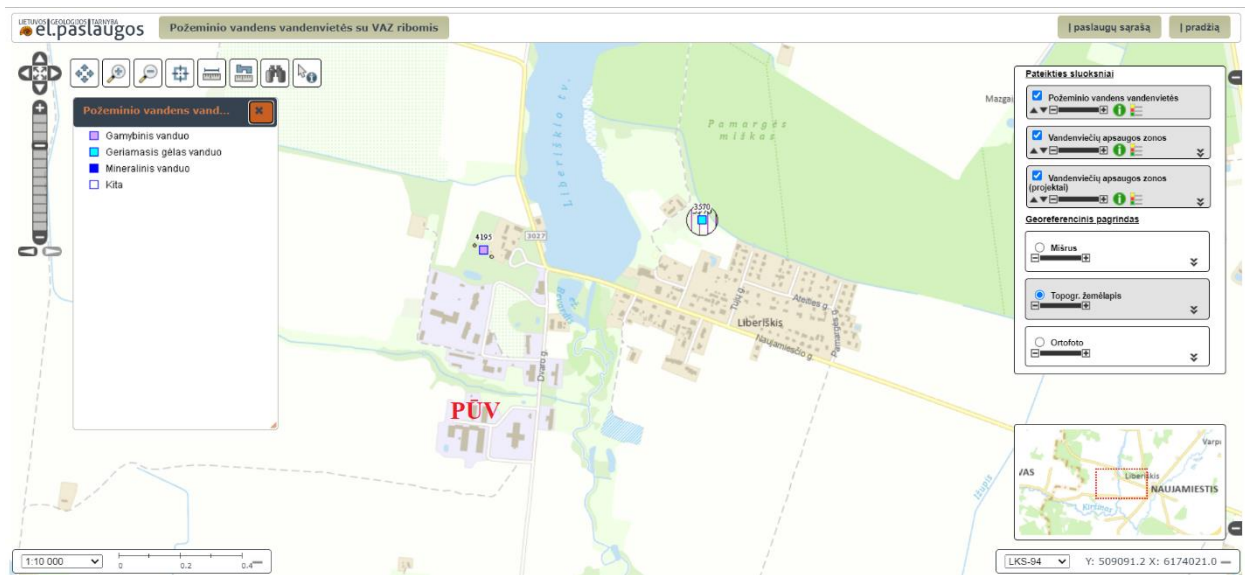 LIETUVOS GEOLOGIJOS TARNYBA
el.paslaugos
Požeminio vandens vandenvietės su VAZ ribomis
Į paslaugų sąrašą
Į pradžią
Požeminio vandens vand...
Gamybinis vanduo
Geriamasis gėlas vanduo
Mineralinis vanduo
Kita
Liberiškio tv.
Pamargės
miškas
Mazgai
3570
4195
3027
Tujų g.
Ateities g.
Liberiškis
Naujamiesčio g.
Pamargės g.
Dvaro g.
PŪV
Pateikties sluoksniai
Požeminio vandens vandenvietės
Vandenviečių apsaugos zonos
Vandenviečių apsaugos zonos
(projektai)
Georeferencinis pagrindas
Mišrus
Topogr. žemėlapis
Ortofoto
Varp
VAS
Liberiškis
NAUJAMIESTIS
1:10 000
0
0.2
0.4
LKS-94
Y: 509091.2 X: 6174021.0